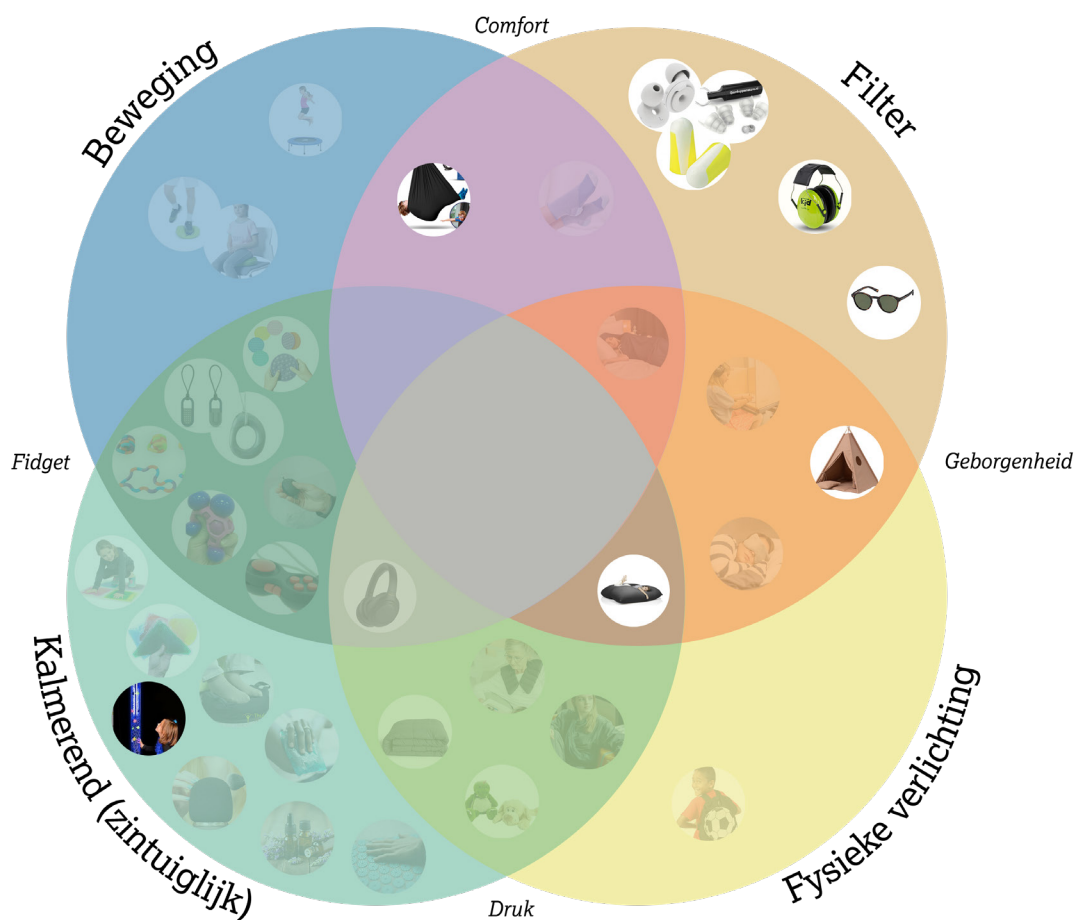 Comfort
Beweging
Filter
Fidget
Geborgenheid
Kalmerend (zintuiglijk)
Fysieke verlichting
Druk